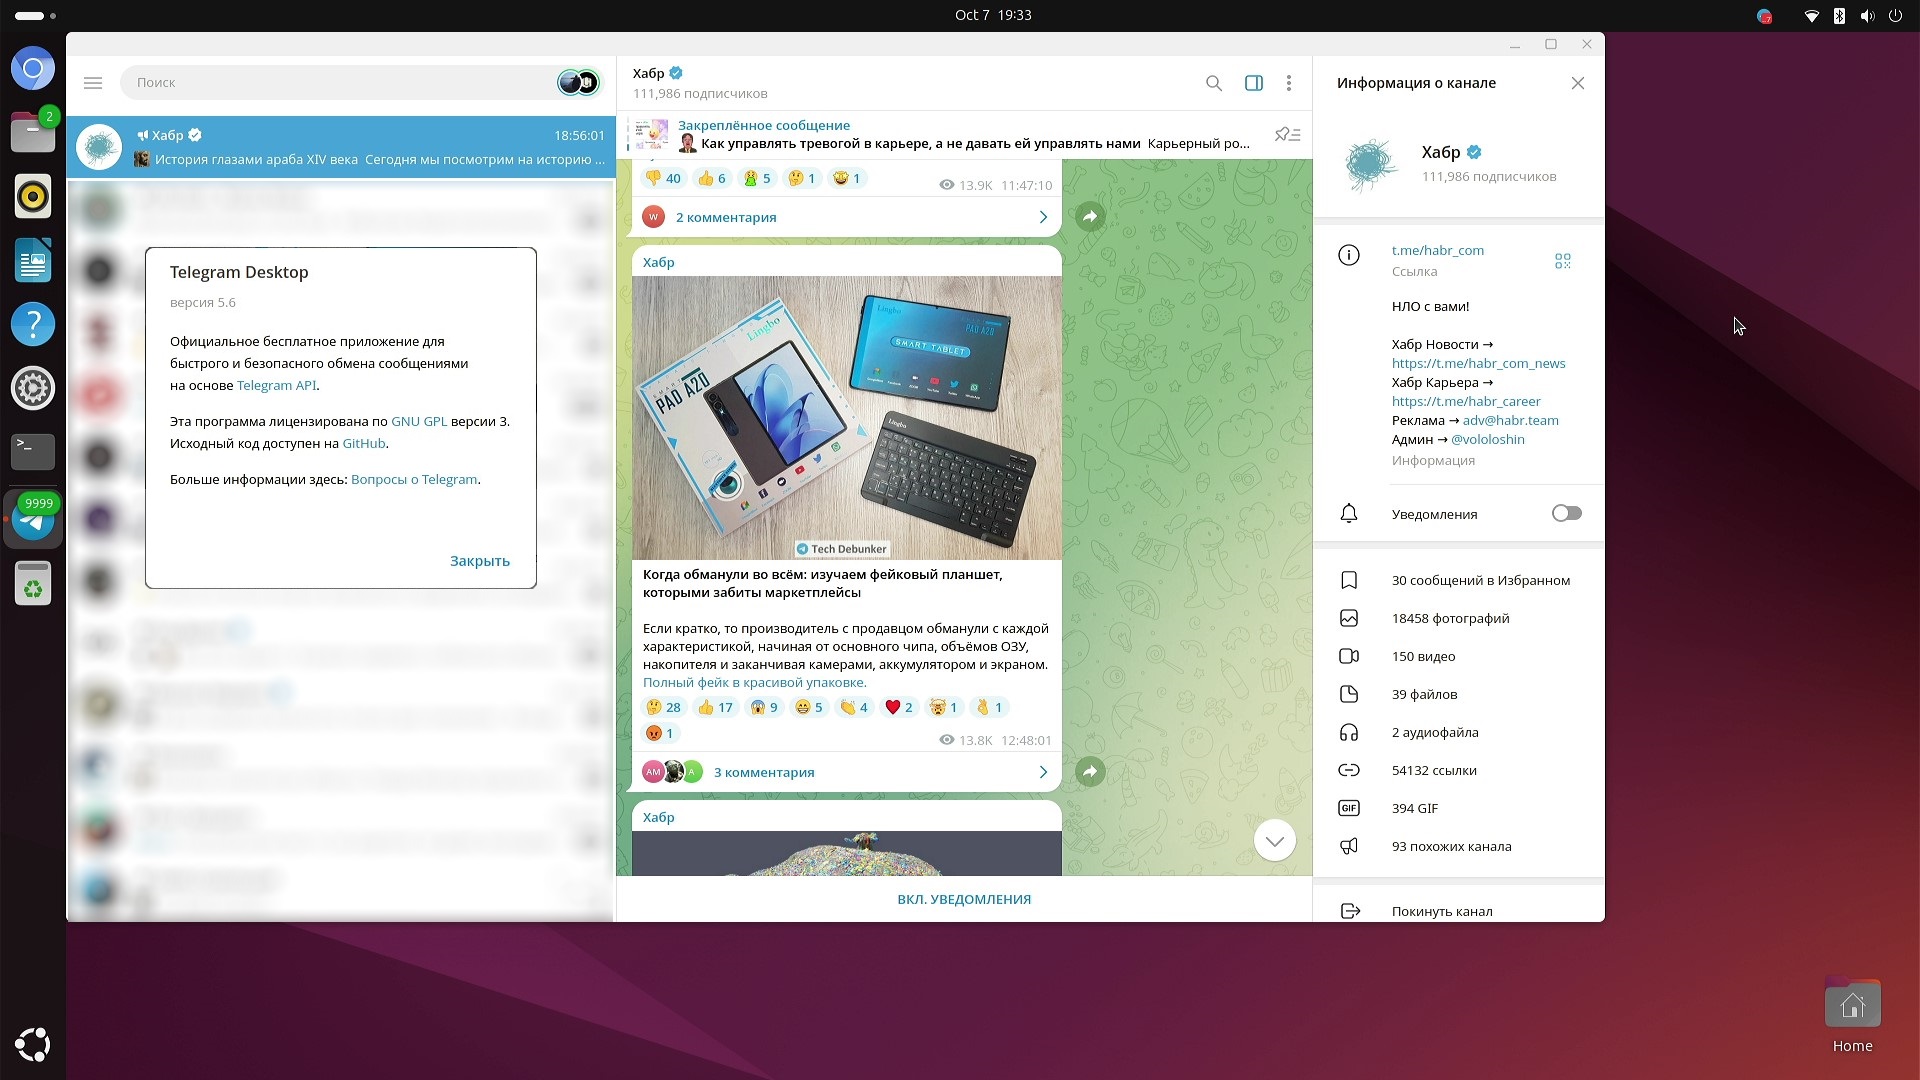 Oct 7 19:33
2
9999
Поиск
Хабр
18:56:01
История глазами араба XIV века Сегодня мы посмотрим на историю ...
Telegram Desktop
версия 5.6
Официальное бесплатное приложение для
быстрого и безопасного обмена сообщениями
на основе Telegram API.
Эта программа лицензирована по GNU GPL версии 3.
Исходный код доступен на GitHub.
Больше информации здесь: Вопросы о Telegram.
Закрыть
Хабр
111,986 подписчиков
Закреплённое сообщение
Как управлять тревогой в карьере, а не давать ей управлять нами Карьерный ро...
40 6 5 1 1
13.9K 11:47:10
W 2 комментария
Хабр
Lingbo
PAD A20
Lingbo
PAD A20
SMART TABLET
Lingbo
Tech Debunker
Когда обманули во всём: изучаем фейковый планшет,
которыми забиты маркетплейсы
Если кратко, то производитель с продавцом обманули с каждой
характеристикой, начиная от основного чипа, объёмов ОЗУ,
накопителя и заканчивая камерами, аккумулятором и экраном.
Полный фейк в красивой упаковке.
28 17 9 5 4 2 1 1
1
13.8K 12:48:01
AM A 3 комментария
Хабр
ВКЛ. УВЕДОМЛЕНИЯ
Информация о канале
Хабр
111,986 подписчиков
t.me/habr_com
Ссылка
НЛО с вами!
Хабр Новости →
https://t.me/habr_com_news
Хабр Карьера →
https://t.me/habr_career
Реклама → adv@habr.team
Админ → @vololoshin
Информация
Уведомления
30 сообщений в Избранном
18458 фотографий
150 видео
39 файлов
2 аудиофайла
54132 ссылки
GIF 394 GIF
93 похожих канала
Покинуть канал
Home